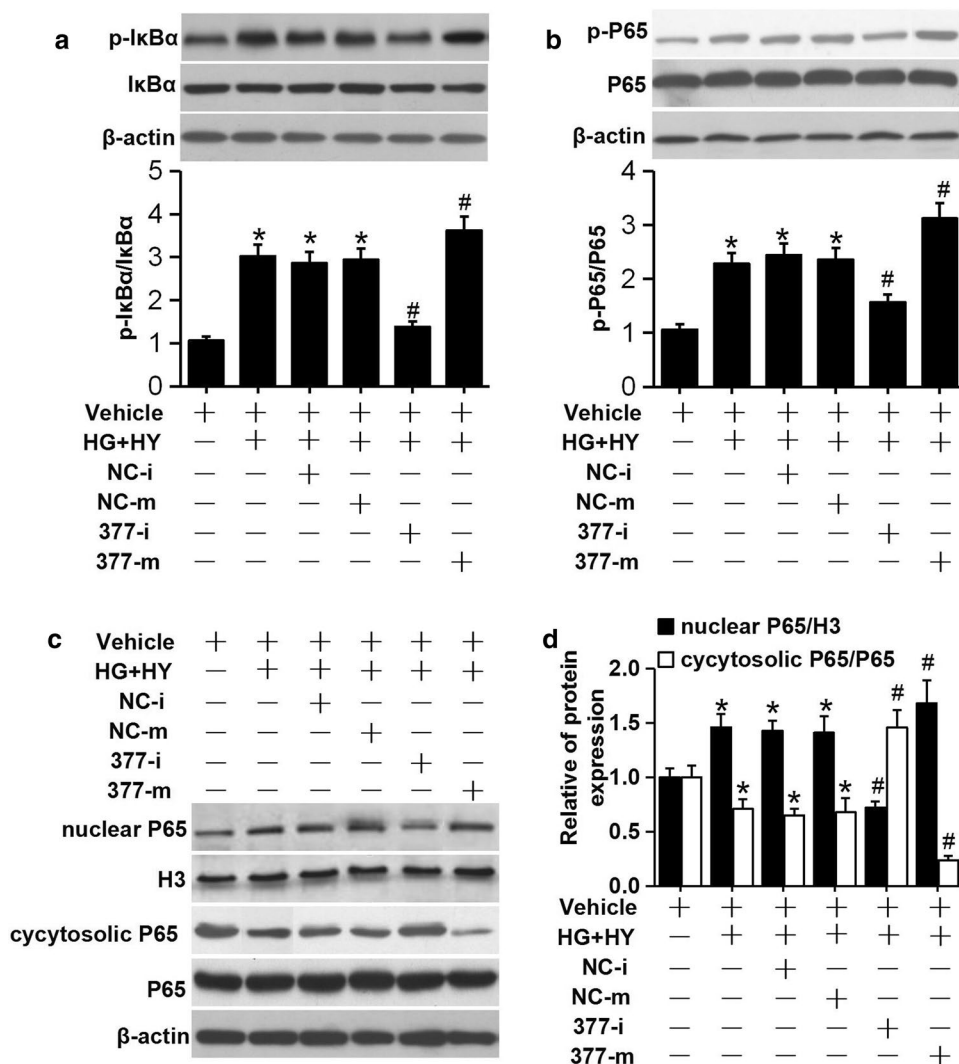 a
p-IκBα
IκBα
β-actin
p-IκBα/IκBα
5
4
3
2
1
0
* * * # #
Vehicle + + + + + +
HG+HY — + + + + +
NC-i — — + — — —
NC-m — — — + — —
377-i — — — — + —
377-m — — — — — +
b
p-P65
P65
β-actin
p-P65/P65
4
3
2
1
0
* * * # #
Vehicle + + + + + +
HG+HY — + + + + +
NC-i — — + — — —
NC-m — — — + — —
377-i — — — — + —
377-m — — — — — +
c
Vehicle + + + + + +
HG+HY — + + + + +
NC-i — — + — — —
NC-m — — — + — —
377-i — — — — + —
377-m — — — — — +
nuclear P65
H3
cycytosolic P65
P65
β-actin
d
nuclear P65/H3
cycytosolic P65/P65
Relative of protein
expression
2.0
1.5
1.0
0.5
0.0
* * * * * * # # # #
Vehicle + + + + + +
HG+HY — + + + + +
NC-i — — + — — —
NC-m — — — + — —
377-i — — — — + —
377-m — — — — — +